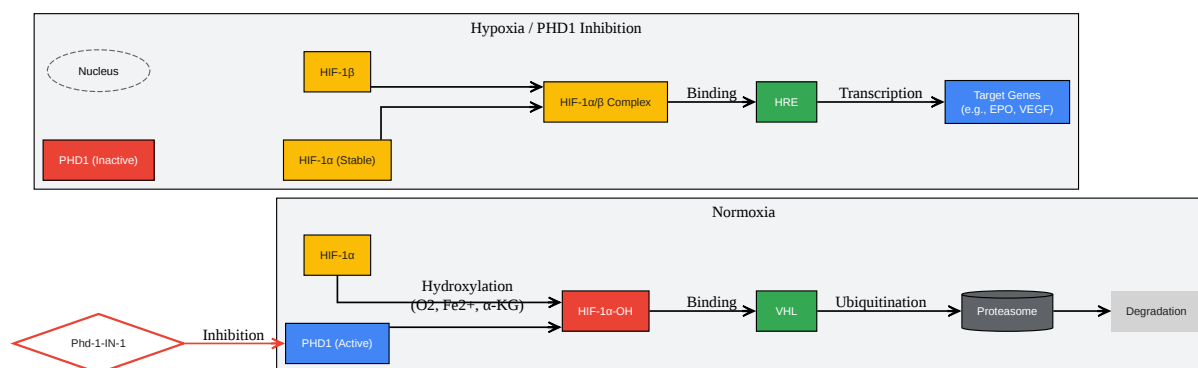 Hypoxia / PHD1 Inhibition
Nucleus
HIF-1β
HIF-1α/β Complex
Binding
HRE
Transcription
Target Genes
(e.g., EPO, VEGF)
PHD1 (Inactive)
HIF-1α (Stable)
Normoxia
HIF-1α
Hydroxylation
(O2, Fe2+, α-KG)
HIF-1α-OH
Binding
VHL
Ubiquitination
Proteasome
Degradation
Phd-1-IN-1
Inhibition
PHD1 (Active)